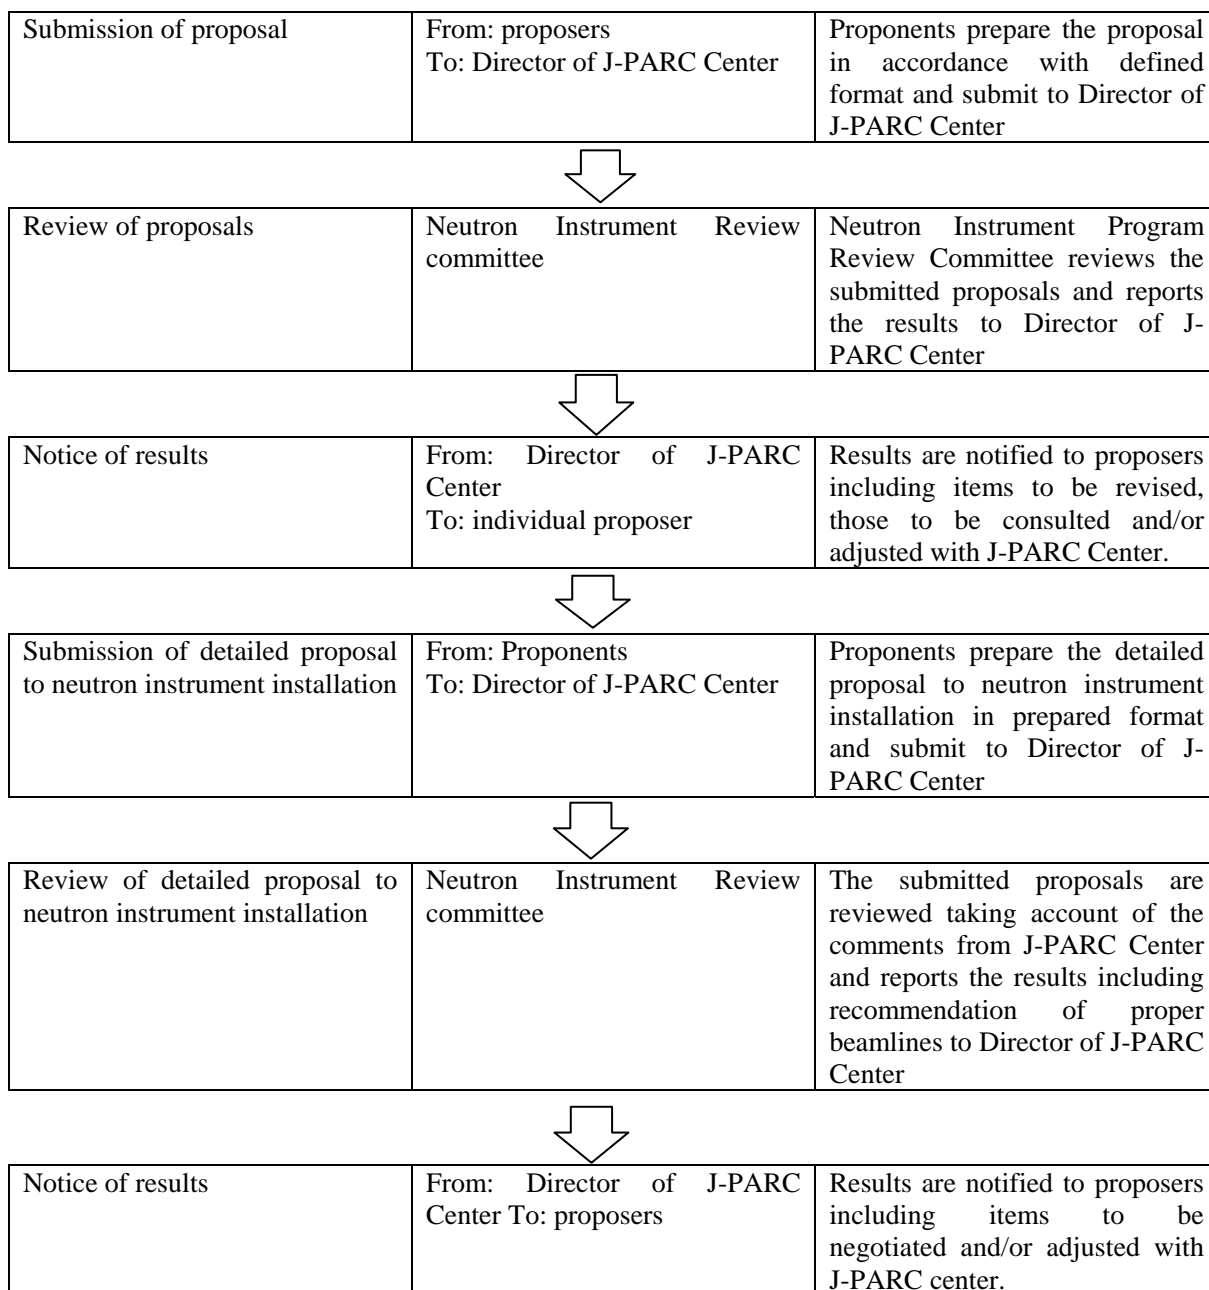 Submission of proposal
From: proposers
To: Director of J-PARC Center
Proponents prepare the proposal
in accordance with defined
format and submit to Director of
J-PARC Center
Review of proposals
Neutron Instrument Review
committee
Neutron Instrument Program
Review Committee reviews the
submitted proposals and reports
the results to Director of J-
PARC Center
Notice of results
From: Director of J-PARC
Center
To: individual proposer
Results are notified to proposers
including items to be revised,
those to be consulted and/or
adjusted with J-PARC Center.
Submission of detailed proposal
to neutron instrument installation
From: Proponents
To: Director of J-PARC Center
Proponents prepare the detailed
proposal to neutron instrument
installation in prepared format
and submit to Director of J-
PARC Center
Review of detailed proposal to
neutron instrument installation
Neutron Instrument Review
committee
The submitted proposals are
reviewed taking account of the
comments from J-PARC Center
and reports the results including
recommendation of proper
beamlines to Director of J-PARC
Center
Notice of results
From: Director of J-PARC
Center To: proposers
Results are notified to proposers
including items to be
negotiated and/or adjusted with
J-PARC center.